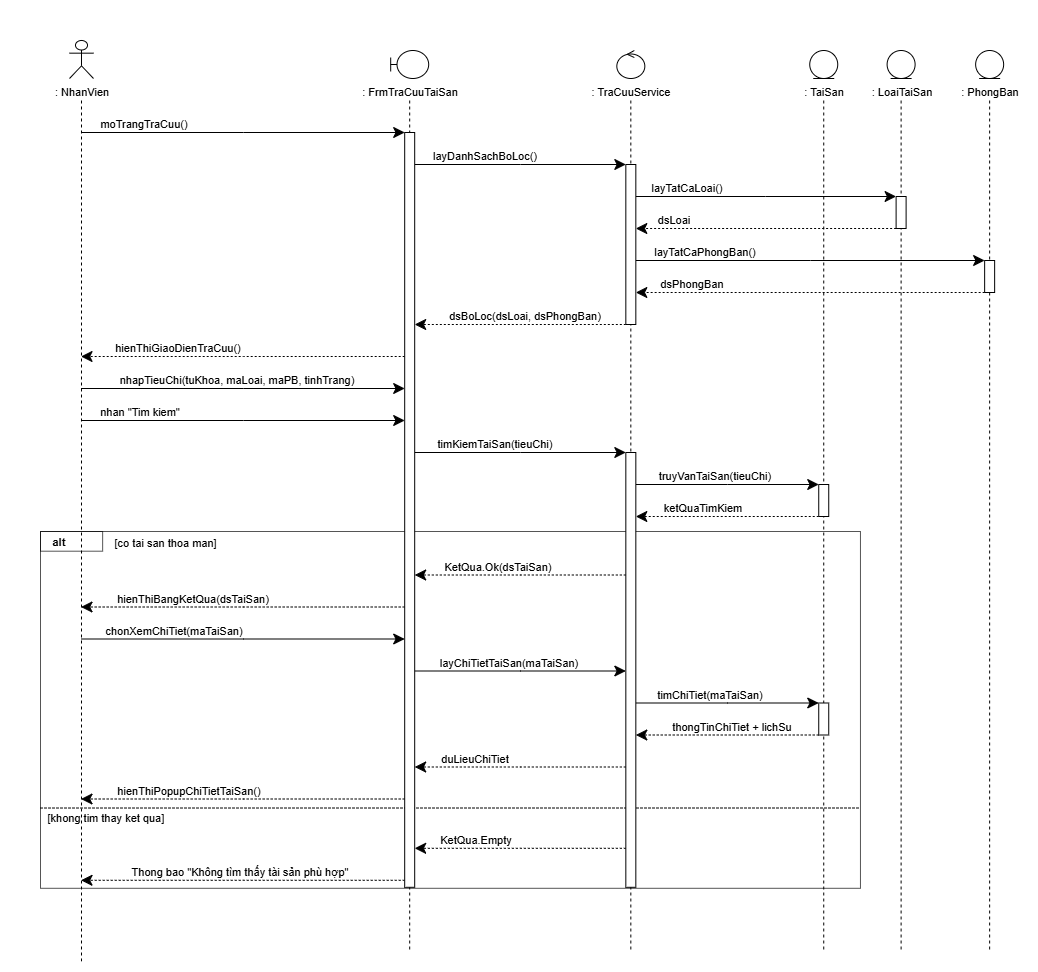 : NhanVien
: FrmTraCuuTaiSan
: TraCuuService
: TaiSan
: LoaiTaiSan
: PhongBan
moTrangTraCuu()
layDanhSachBoLoc()
layTatCaLoai()
dsLoai
layTatCaPhongBan()
dsPhongBan
dsBoLoc(dsLoai, dsPhongBan)
hienThiGiaoDienTraCuu()
nhapTieuChi(tuKhoa, maLoai, maPB, tinhTrang)
nhan "Tim kiem"
timKiemTaiSan(tieuChi)
truyVanTaiSan(tieuChi)
ketQuaTimKiem
alt
[co tai san thoa man]
KetQua.Ok(dsTaiSan)
hienThiBangKetQua(dsTaiSan)
chonXemChiTiet(maTaiSan)
layChiTietTaiSan(maTaiSan)
timChiTiet(maTaiSan)
thongTinChiTiet + lichSu
duLieuChiTiet
hienThiPopupChiTietTaiSan()
[khong tim thay ket qua]
KetQua.Empty
Thong bao "Không tìm thấy tài sản phù hợp"